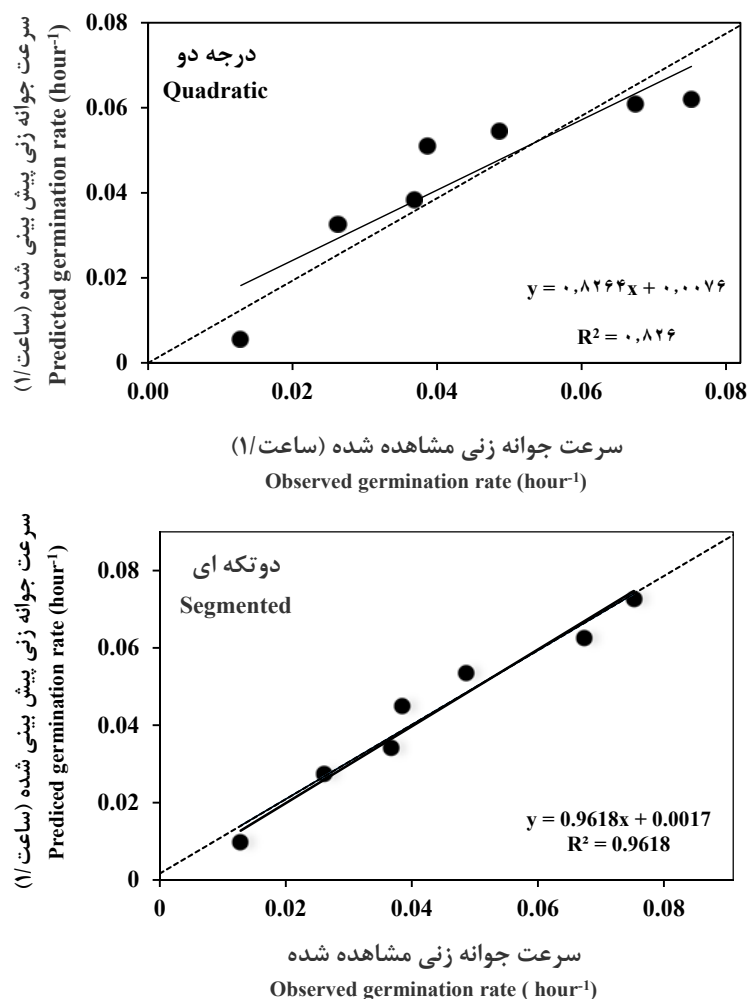 0.08
0.06
0.04
0.02
0
سرعت جوانه زنی پیش بینی شده (ساعت/۱)
Predicted germination rate (hour-1)
درجه دو
Quadratic
y = ۰٫۸۲۶۴x + ۰٫۰۰۷۶
R2 = ۰٫۸۲۶
0.00 0.02 0.04 0.06 0.08
سرعت جوانه زنی مشاهده شده (ساعت/۱)
Observed germination rate (hour-1)
0.08
0.06
0.04
0.02
0
سرعت جوانه زنی پیش بینی شده (ساعت/۱)
Prediced germination rate (hour-1)
دوتکه ای
Segmented
y = 0.9618x + 0.0017
R² = 0.9618
0 0.02 0.04 0.06 0.08
سرعت جوانه زنی مشاهده شده
Observed germination rate ( hour-1)